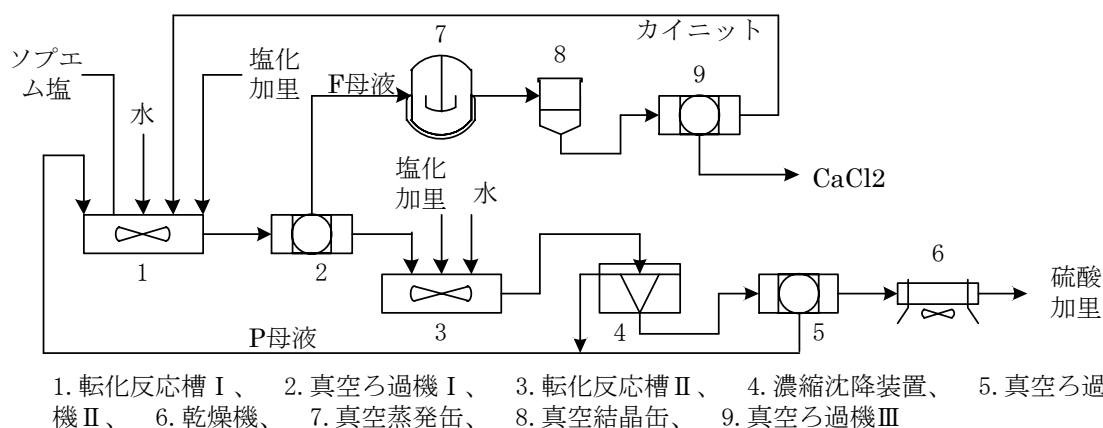 カイニット
ソプエ
ム塩
塩化
加里
7
8
9
F母液
水
塩化
加里
水
CaCl2
1
2
3
4
5
6
硫酸
加里
P母液
1.転化反応槽Ⅰ、 2.真空ろ過機Ⅰ、 3.転化反応槽Ⅱ、 4.濃縮沈降装置、 5.真空ろ過
機Ⅱ、 6.乾燥機、 7.真空蒸発缶、 8.真空結晶缶、 9.真空ろ過機Ⅲ